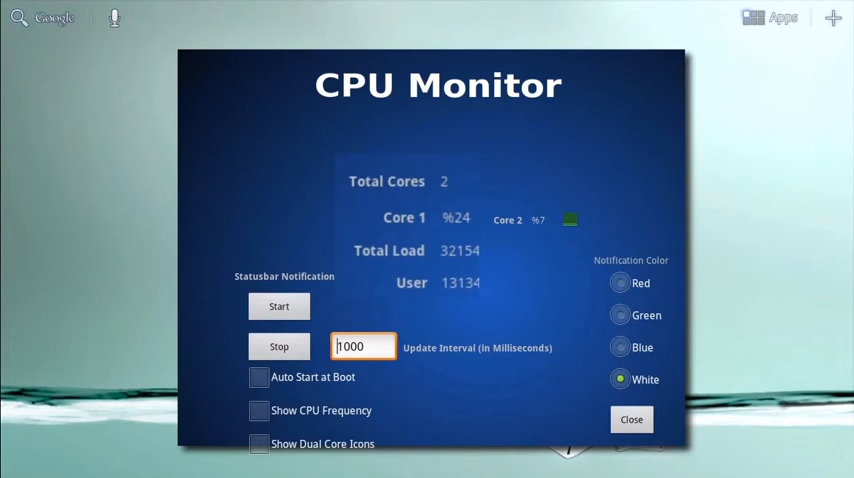 Google
Apps
CPU Monitor
Total Cores 2
Core 1 %24 Core 2 %7
Total Load 32154
User 13134
Statusbar Notification
Start
Stop
1000 Update Interval (in Milliseconds)
Auto Start at Boot
Show CPU Frequency
Show Dual Core Icons
Notification Color
Red
Green
Blue
White
Close